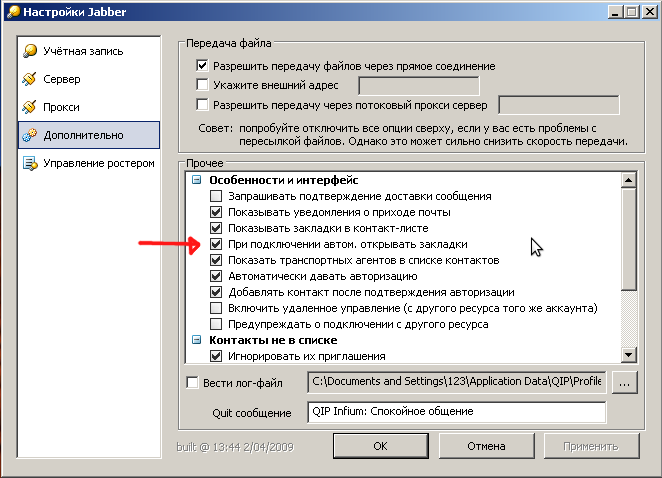 Настройки Jabber
Учётная запись
Сервер
Прокси
Дополнительно
Управление ростером
Передача файла
Разрешить передачу файлов через прямое соединение
Укажите внешний адрес
Разрешить передачу через потоковый прокси сервер
Совет: попробуйте отключить все опции сверху, если у вас есть проблемы с
пересылкой файлов. Однако это может сильно снизить скорость передачи.
Прочее
Особенности и интерфейс
Запрашивать подтверждение доставки сообщения
Показывать уведомления о приходе почты
Показывать закладки в контакт-листе
При подключении автом. открывать закладки
Показать транспортных агентов в списке контактов
Автоматически давать авторизацию
Добавлять контакт после подтверждения авторизации
Включить удаленное управление (с другого ресурса того же аккаунта)
Предупреждать о подключении с другого ресурса
Контакты не в списке
Игнорировать их приглашения
Вести лог-файл C:\Documents and Settings\123\Application Data\QIP\Profile ...
Quit сообщение QIP Infium: Спокойное общение
built @ 13:44 2/04/2009 OK Отмена Применить